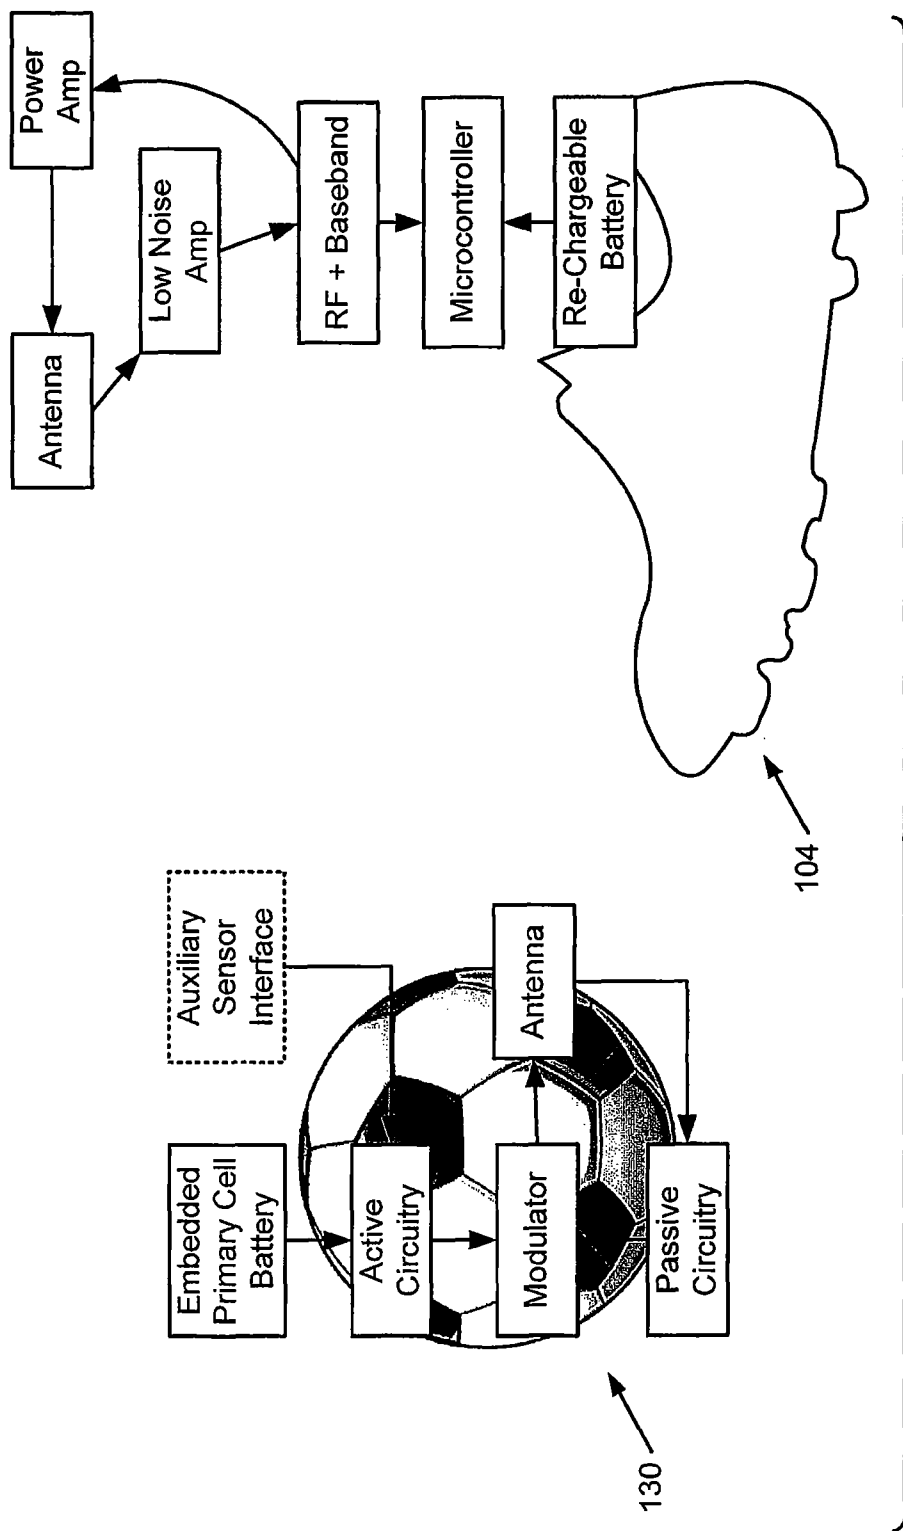 Embedded
Primary Cell
Battery
Auxiliary
Sensor
Interface
Active
Circuitry
Modulator
Antenna
Passive
Circuitry
130
Antenna
Power
Amp
Low Noise
Amp
RF + Baseband
Microcontroller
Re-Chargeable
Battery
104